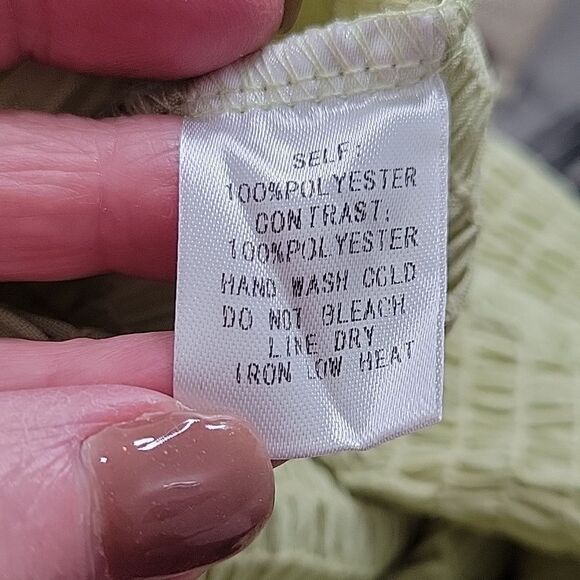 SELF:
100%POLYESTER
CONTRAST:
100%POLYESTER
HAND WASH COLD
DO NOT BLEACH
LINE DRY
IRON LOW HEAT